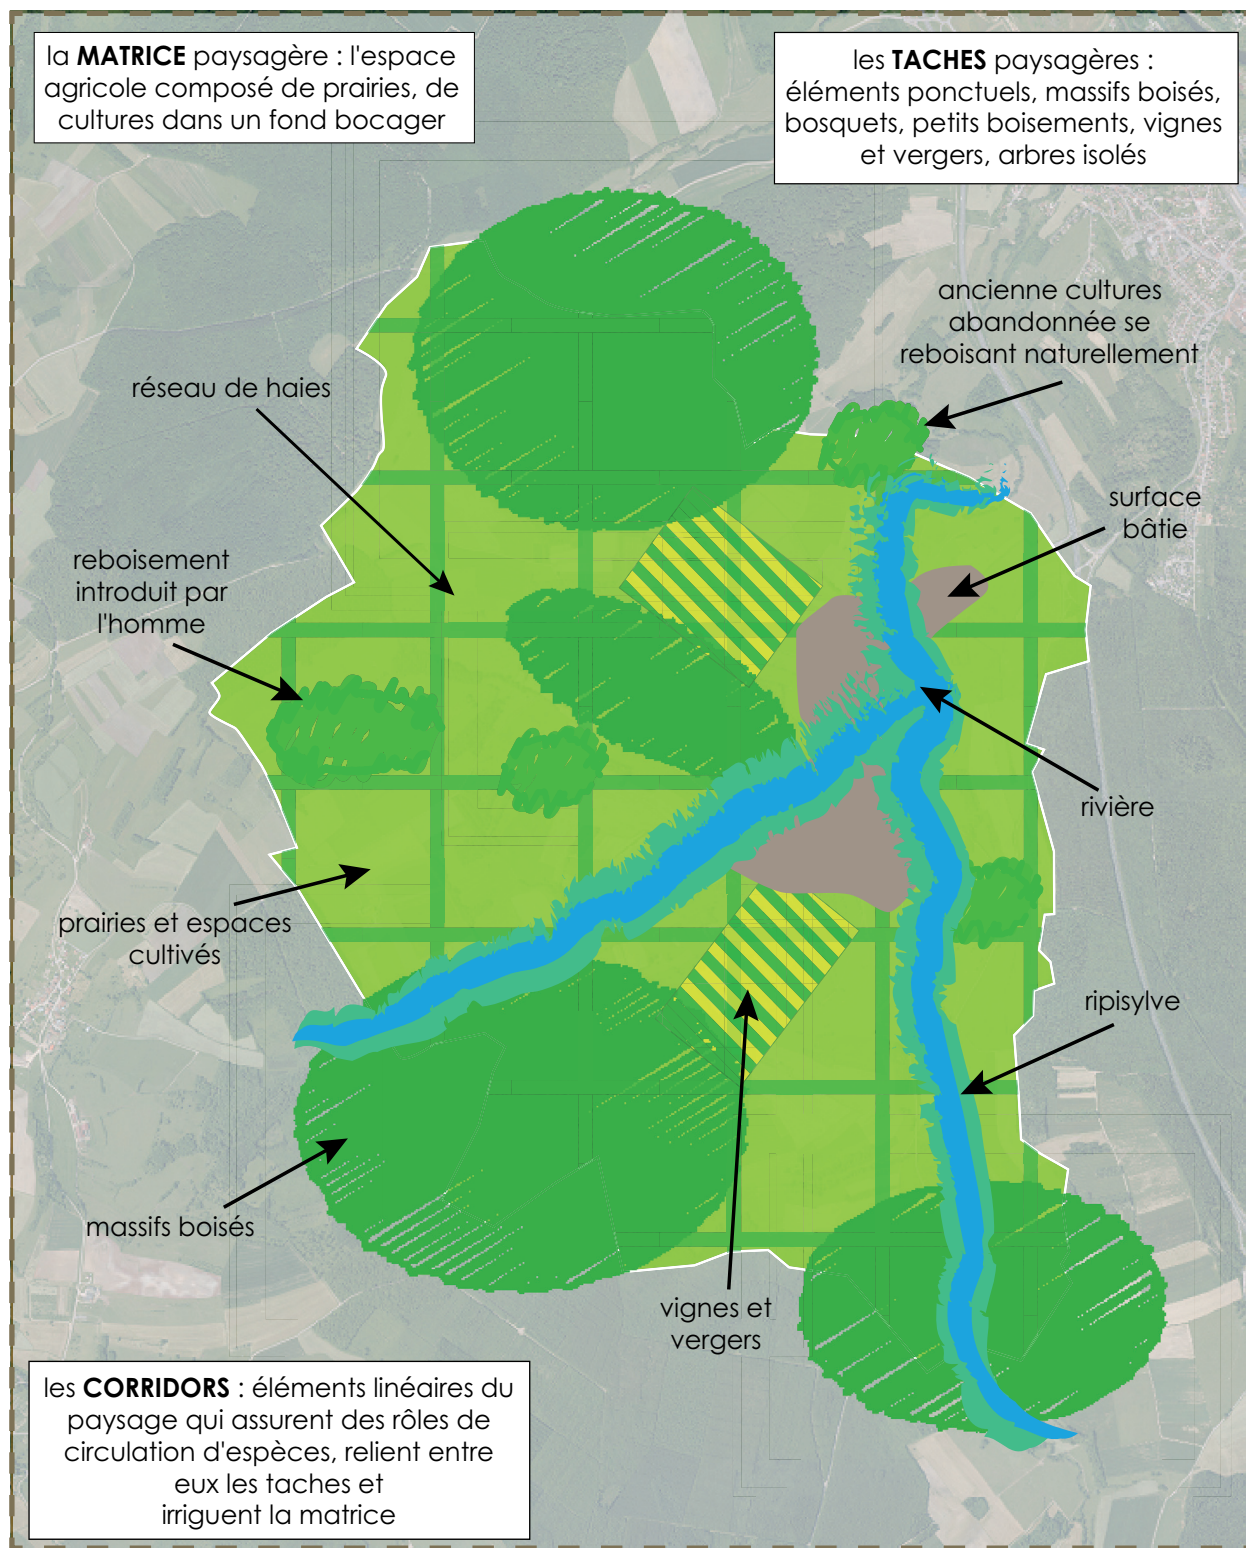 la MATRICE paysagère : l'espace
agricole composé de prairies, de
cultures dans un fond bocager
les TACHES paysagères :
éléments ponctuels, massifs boisés,
bosquets, petits boisements, vignes
et vergers, arbres isolés
ancienne cultures
abandonnée se
reboisant naturellement
réseau de haies
surface
bâtie
reboisement
introduit par
l'homme
rivière
prairies et espaces
cultivés
ripisylve
massifs boisés
vignes et
vergers
les CORRIDORS : éléments linéaires du
paysage qui assurent des rôles de
circulation d'espèces, relient entre
eux les taches et
irriguent la matrice